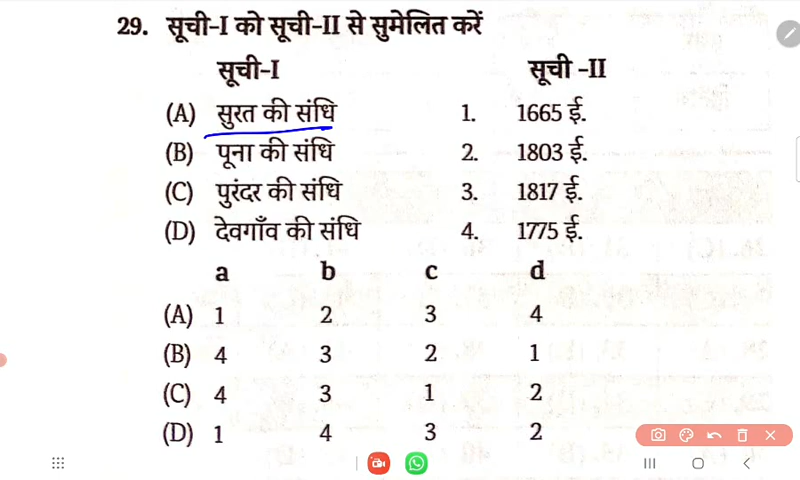 29. सूची-I को सूची-II से सुमेलित करें
सूची-I सूची -II
(A) सुरत की संधि 1. 1665 ई.
(B) पूना की संधि 2. 1803 ई.
(C) पुरंदर की संधि 3. 1817 ई.
(D) देवगाँव की संधि 4. 1775 ई.
a b c d
(A) 1 2 3 4
(B) 4 3 2 1
(C) 4 3 1 2
(D) 1 4 3 2